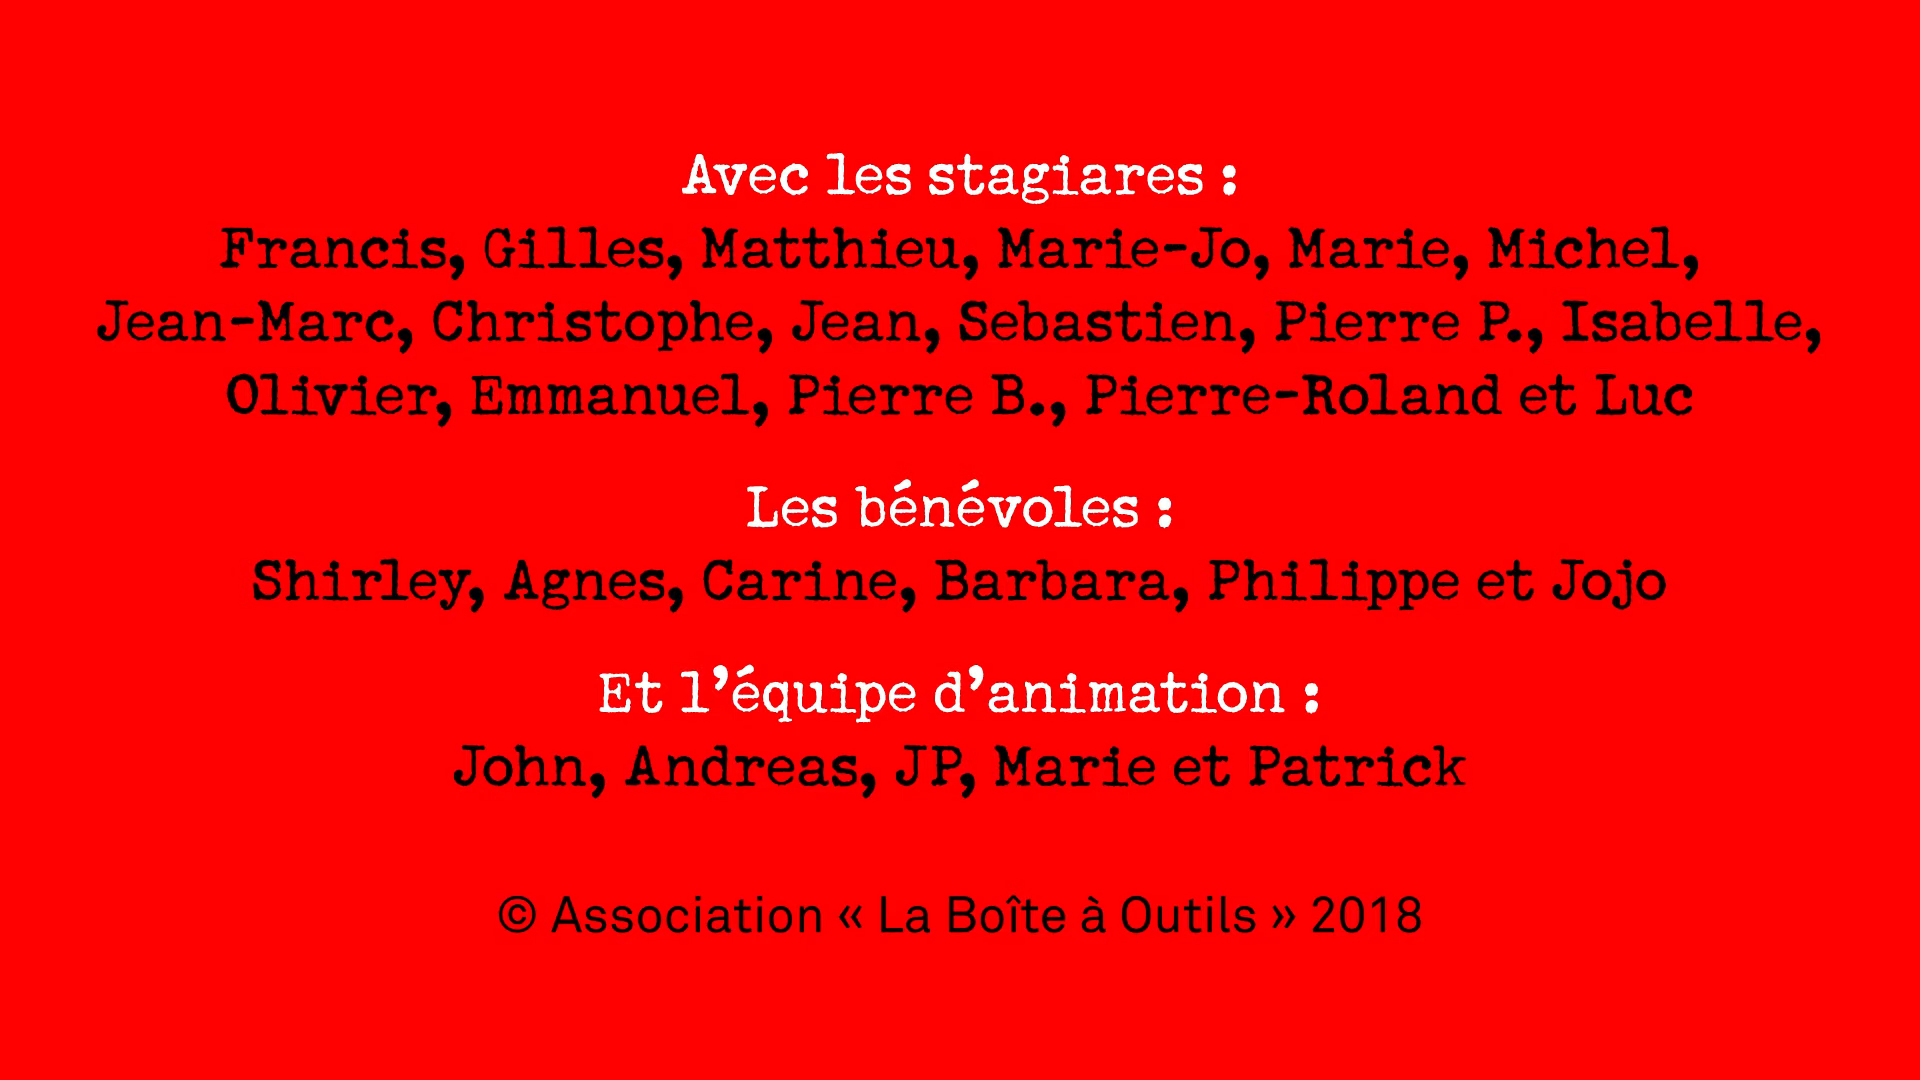 Avec les stagiares :
Francis, Gilles, Matthieu, Marie-Jo, Marie, Michel,
Jean-Marc, Christophe, Jean, Sebastien, Pierre P., Isabelle,
Olivier, Emmanuel, Pierre B., Pierre-Roland et Luc
Les bénévoles :
Shirley, Agnes, Carine, Barbara, Philippe et Jojo
Et l’équipe d’animation :
John, Andreas, JP, Marie et Patrick
© Association « La Boîte à Outils » 2018